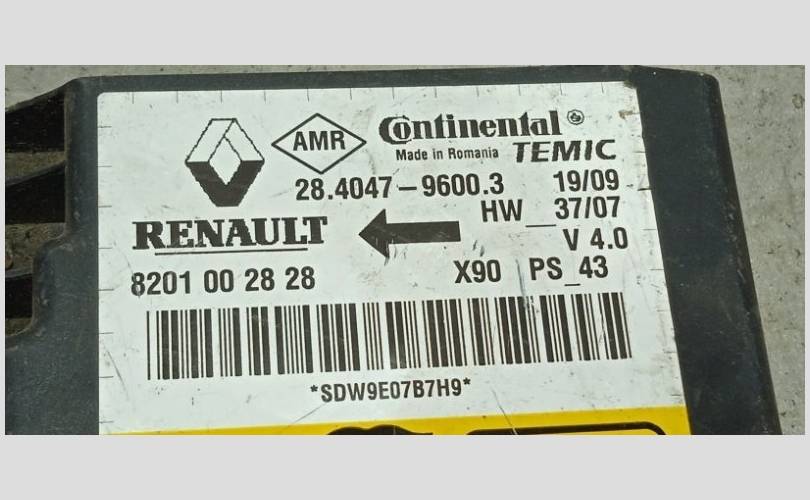 AMR Continental®
Made in Romania TEMIC
28.4047-9600.3 19/09
HW_37/07
RENAULT
V 4.0
8201 00 28 28 X90 PS_43
*SDW9E07B7H9*